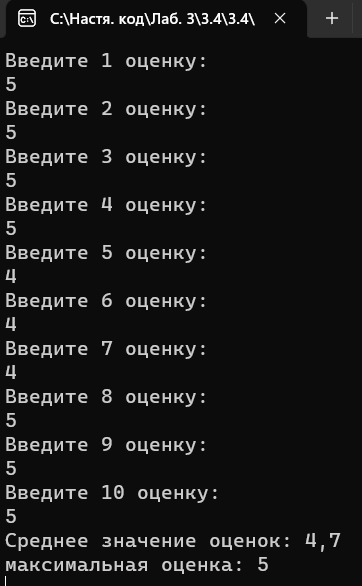 C:\Настя. код\Лаб. 3\3.4\3.4\
Введите 1 оценку:
5
Введите 2 оценку:
5
Введите 3 оценку:
5
Введите 4 оценку:
5
Введите 5 оценку:
4
Введите 6 оценку:
4
Введите 7 оценку:
4
Введите 8 оценку:
5
Введите 9 оценку:
5
Введите 10 оценку:
5
Среднее значение оценок: 4,7
максимальная оценка: 5